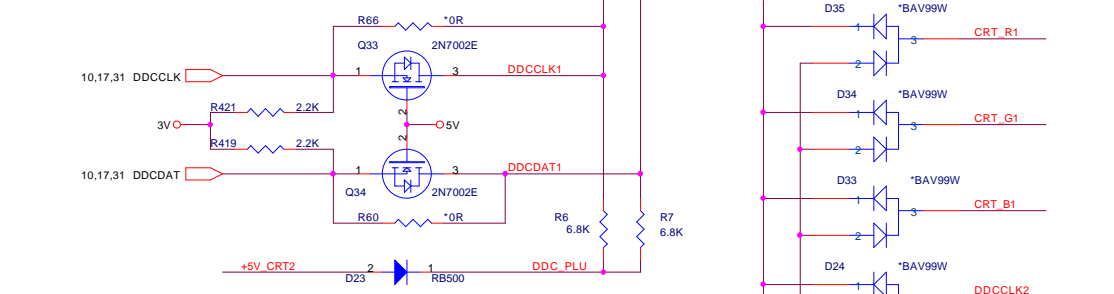 D35 *BAV99W
R66 *0R
1 3 CRT_R1
Q33 2N7002E
2
10,17,31 DDCCLK 1 3 DDCCLK1
D34 *BAV99W
R421 2.2K 2
1 3 CRT_G1
3V 5V
2
R419 2.2K 2
10,17,31 DDCDAT 1 3 DDCDAT1
D33 *BAV99W
Q34 2N7002E
1 3 CRT_B1
R60 *0R R6 R7
6.8K 6.8K
2
+5V_CRT2 2 1 DDC_PLU
D24 *BAV99W
D23 RB500
1 DDCCLK2